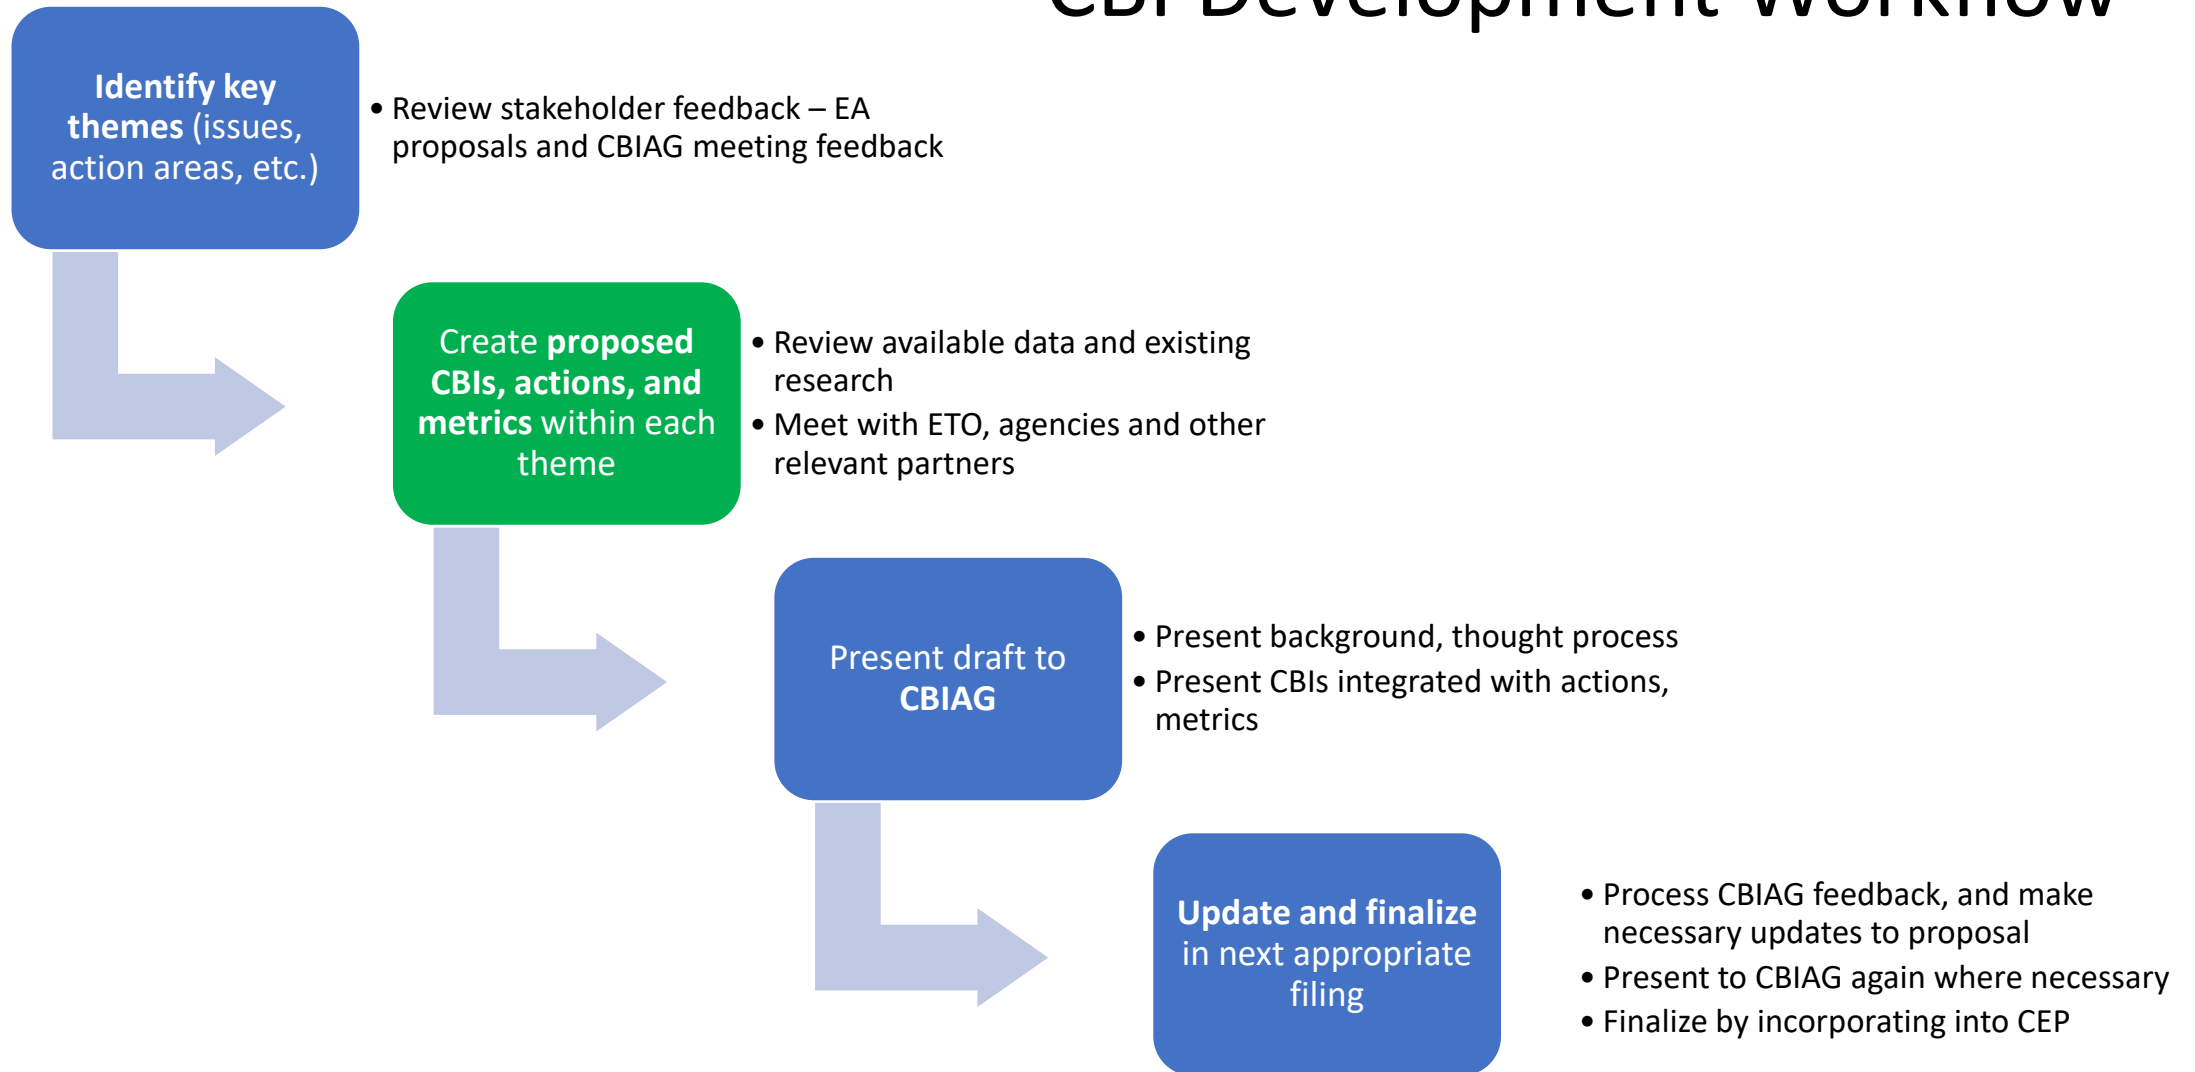 CBI Development Workflow
Identify key
themes (issues,
action areas, etc.)
• Review stakeholder feedback – EA
proposals and CBIAG meeting feedback
Create proposed
CBIs, actions, and
metrics within each
theme
• Review available data and existing
research
• Meet with ETO, agencies and other
relevant partners
Present draft to
CBIAG
• Present background, thought process
• Present CBIs integrated with actions,
metrics
Update and finalize
in next appropriate
filing
• Process CBIAG feedback, and make
necessary updates to proposal
• Present to CBIAG again where necessary
• Finalize by incorporating into CEP